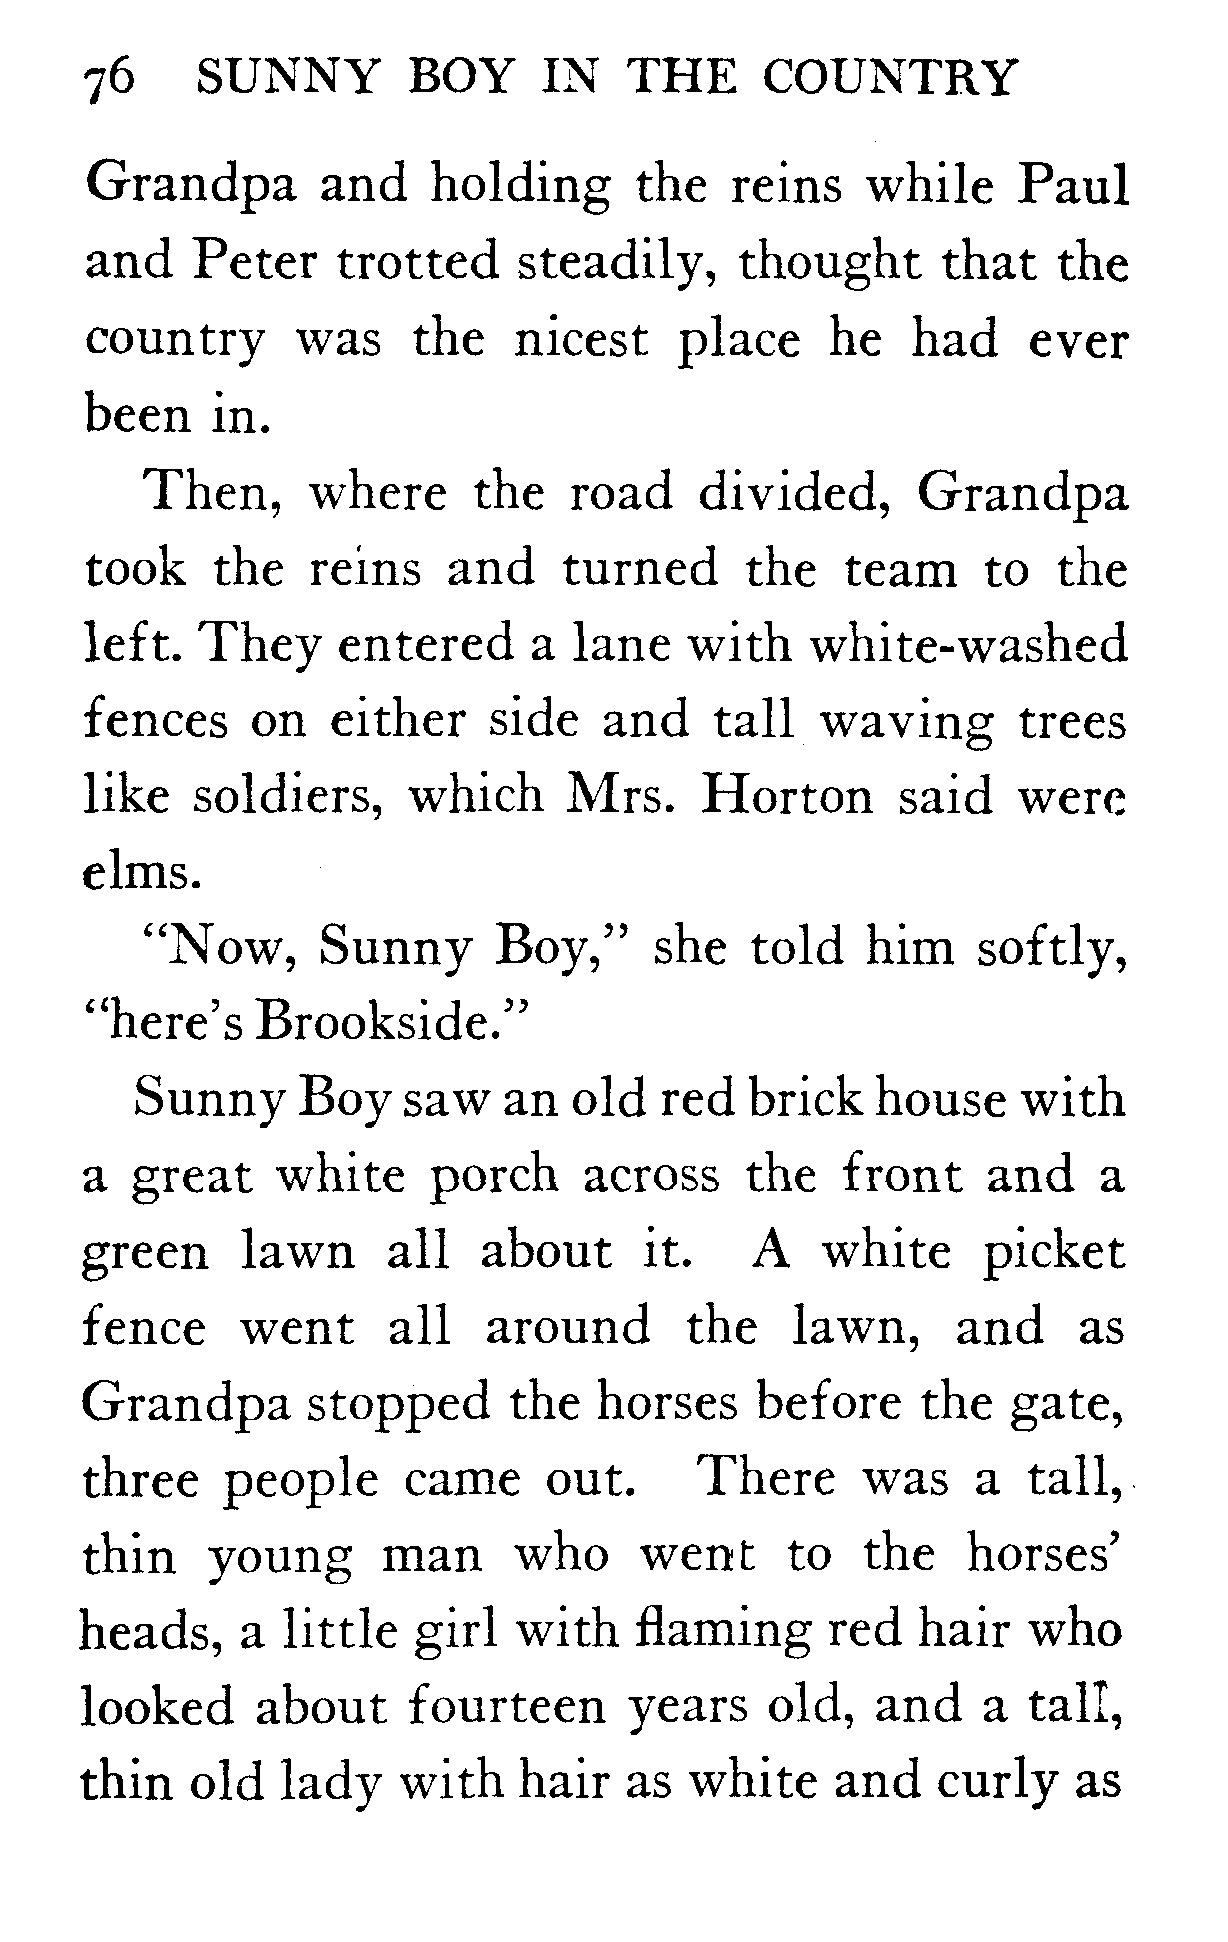 76 SUNNY BOY IN THE COUNTRY
Grandpa and holding the reins while Paul
and Peter trotted steadily, thought that the
country was the nicest place he had ever
been in.
Then, where the road divided, Grandpa
took the reins and turned the team to the
left. They entered a lane with white-washed
fences on either side and tall waving trees
like soldiers, which Mrs. Horton said were
elms.
“Now, Sunny Boy,” she told him softly,
“here’s Brookside.”
Sunny Boy saw an old red brick house with
a great white porch across the front and a
green lawn all about it. A white picket
fence went all around the lawn, and as
Grandpa stopped the horses before the gate,
three people came out. There was a tall,
thin young man who went to the horses’
heads, a little girl with flaming red hair who
looked about fourteen years old, and a tall,
thin old lady with hair as white and curly as